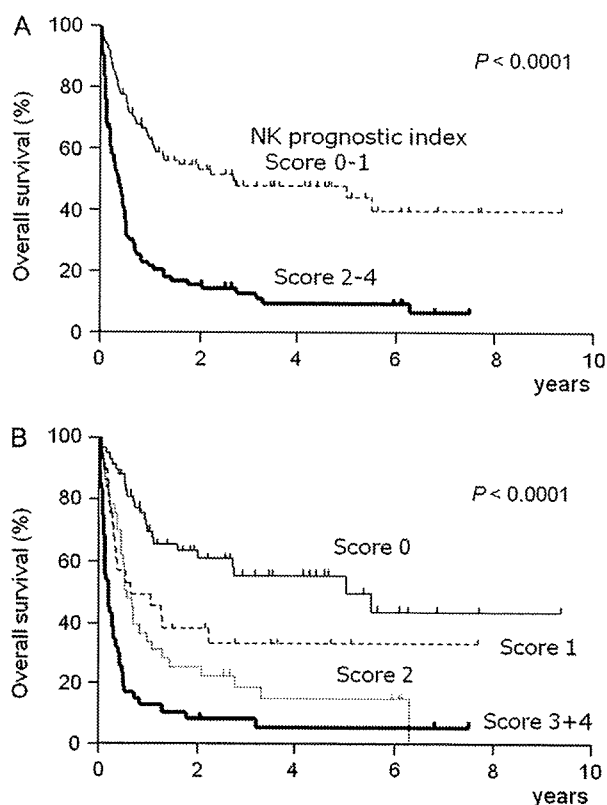 A
100
80
60
40
20
0
Overall survival (%)
P < 0.0001
NK prognostic index
Score 0-1
Score 2-4
0 2 4 6 8 10
years
B
100
80
60
40
20
0
Overall survival (%)
P < 0.0001
Score 0
Score 1
Score 2
Score 3+4
0 2 4 6 8 10
years